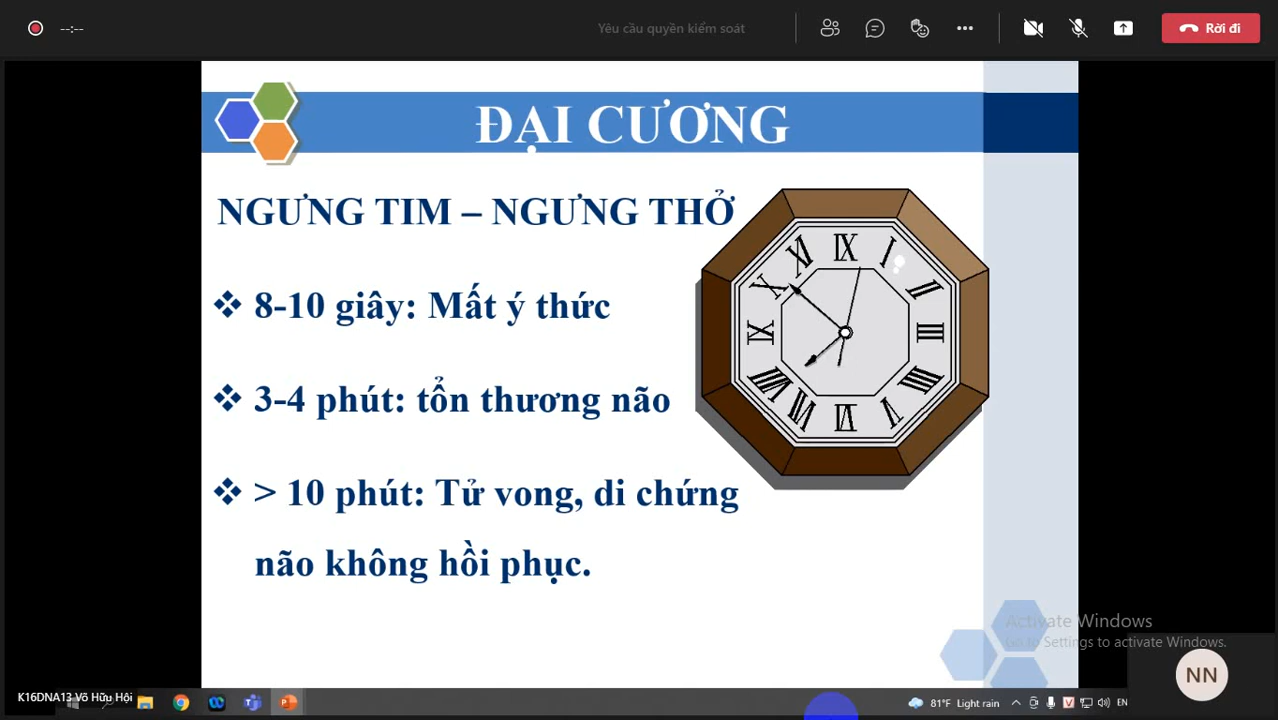 --:--
Yêu cầu quyền kiểm soát
Rời đi
ĐẠI CƯƠNG
NGƯNG TIM – NGƯNG THỞ
❖ 8-10 giây: Mất ý thức
❖ 3-4 phút: tổn thương não
❖ > 10 phút: Tử vong, di chứng
não không hồi phục.
Activate Windows
Go to Settings to activate Windows.
NN
K16DNA13 Võ Hữu Hội
81°F Light rain
EN